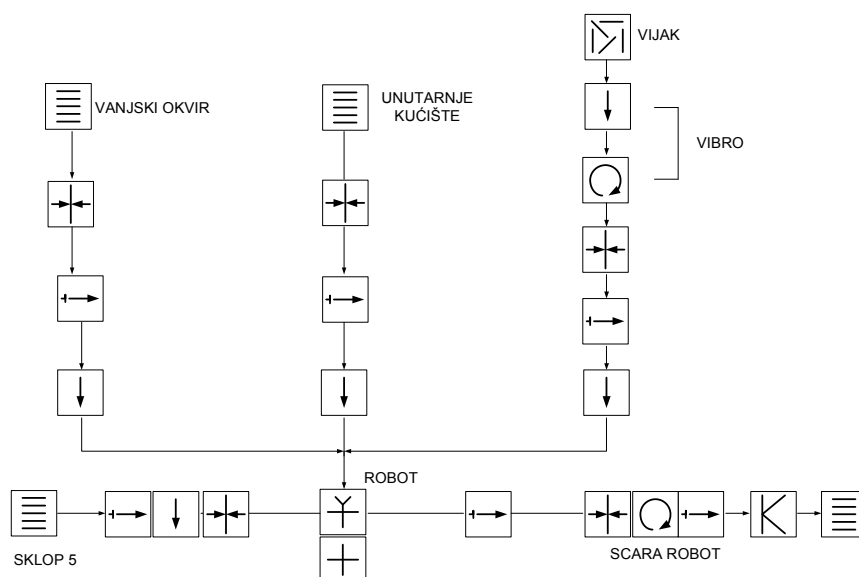 VIJAK
VANJSKI OKVIR
UNUTARNJE
KUĆIŠTE
VIBRO
ROBOT
SKLOP 5
SCARA ROBOT